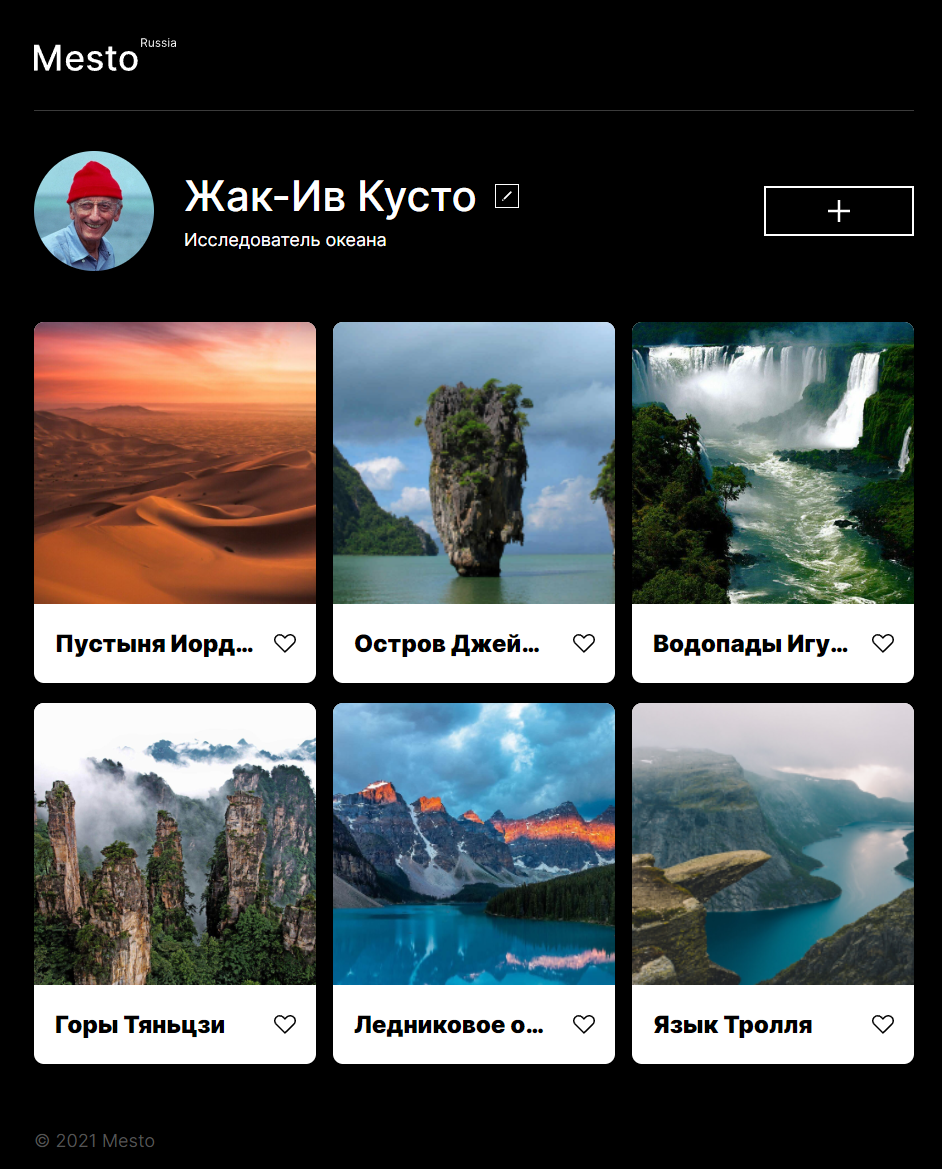 Mesto Russia
Жак-Ив Кусто
Исследователь океана
Пустыня Иорд...
Остров Джей...
Водопады Игу...
Горы Тяньцзи
Ледниковое о...
Язык Тролля
© 2021 Mesto